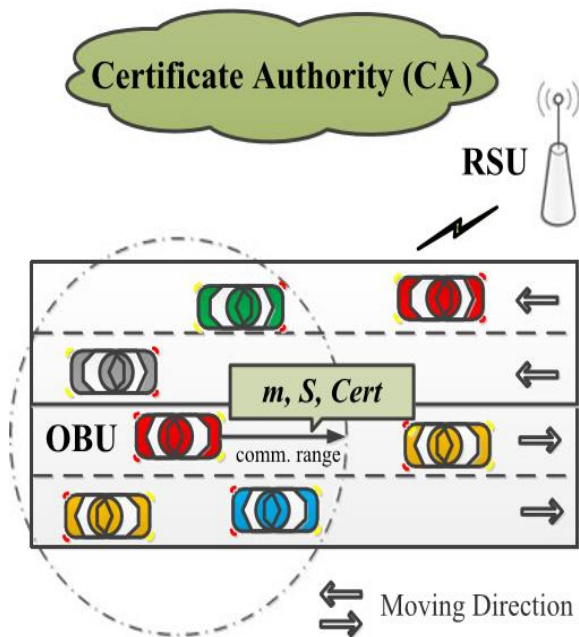 Certificate Authority (CA)
RSU
m, S, Cert
OBU
comm. range
Moving Direction